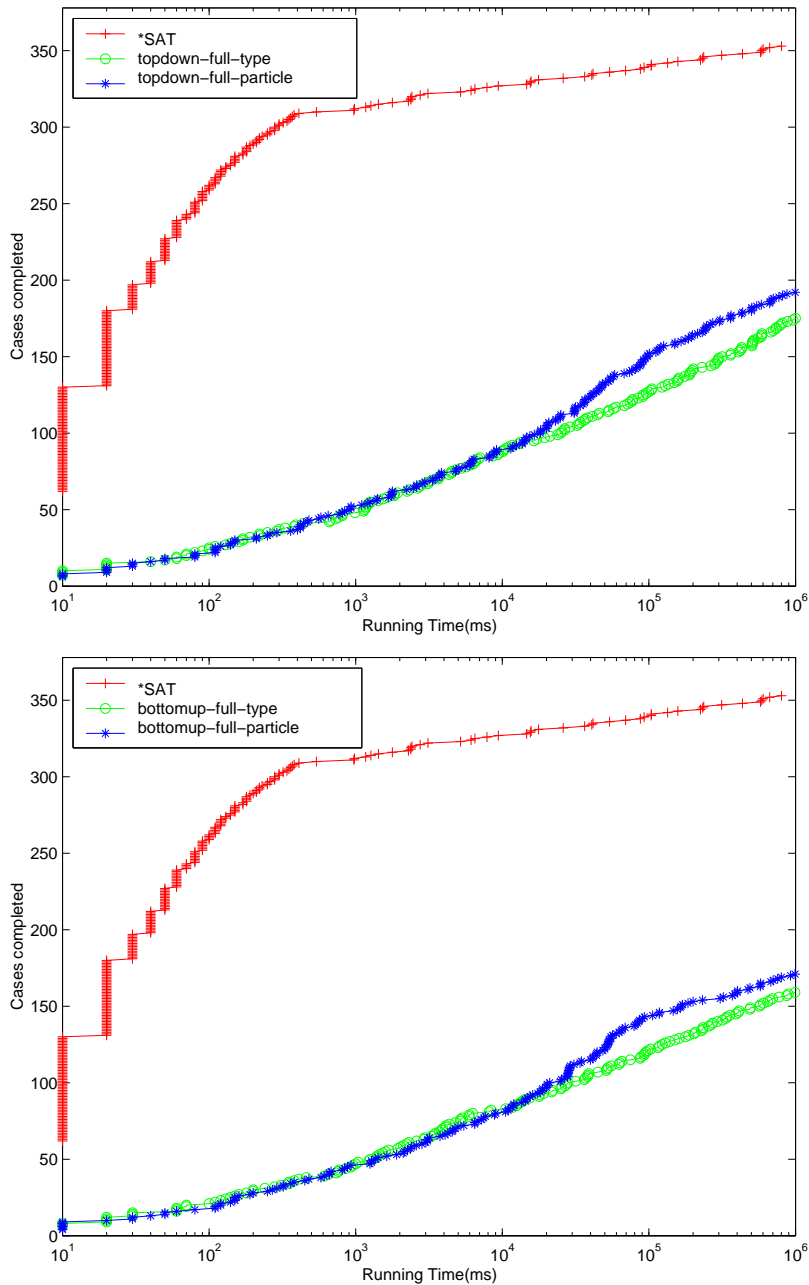 *SAT
topdown−full−type
topdown−full−particle
350
300
250
200
150
100
50
0
Cases completed
10^1
10^2
10^3
10^4
10^5
10^6
Running Time(ms)
*SAT
bottomup−full−type
bottomup−full−particle
350
300
250
200
150
100
50
0
Cases completed
10^1
10^2
10^3
10^4
10^5
10^6
Running Time(ms)